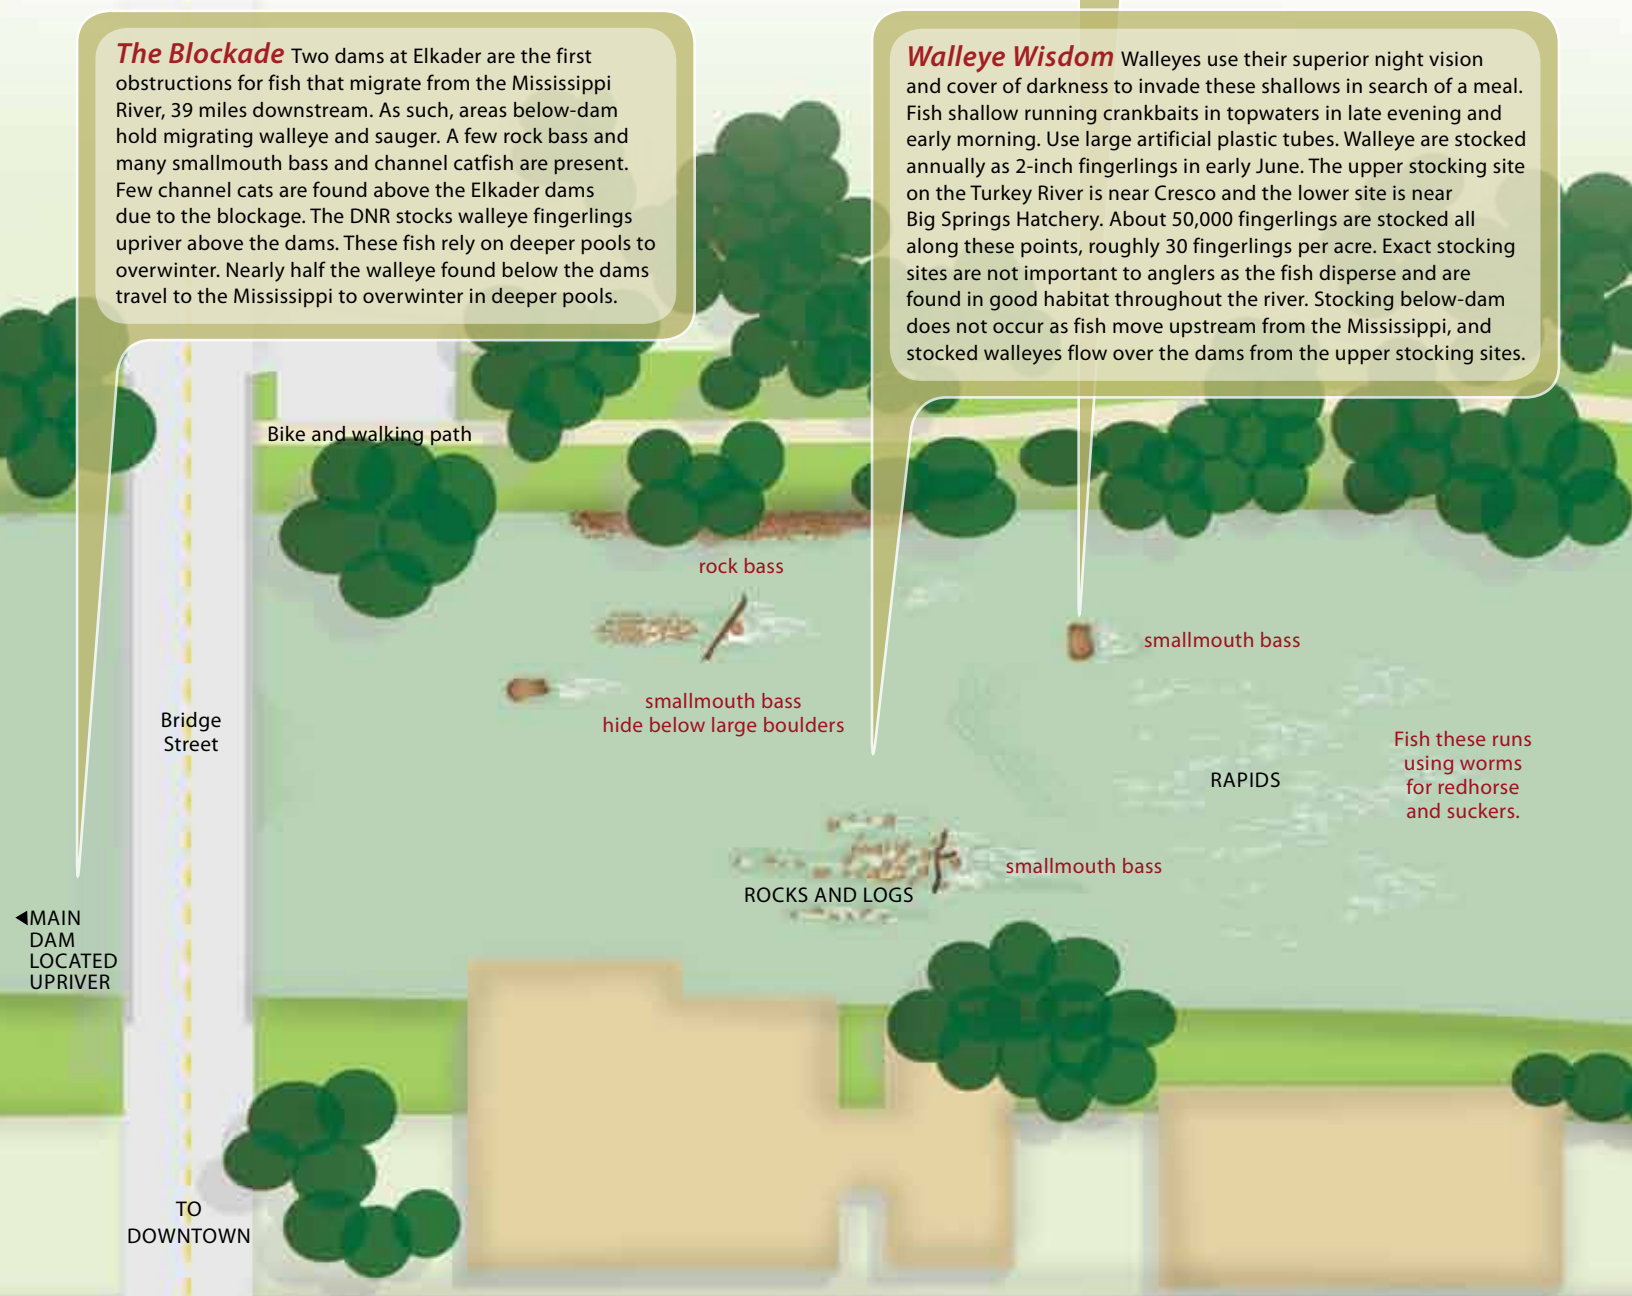 The Blockade Two dams at Elkader are the first
obstructions for fish that migrate from the Mississippi
River, 39 miles downstream. As such, areas below-dam
hold migrating walleye and sauger. A few rock bass and
many smallmouth bass and channel catfish are present.
Few channel cats are found above the Elkader dams
due to the blockage. The DNR stocks walleye fingerlings
upriver above the dams. These fish rely on deeper pools to
overwinter. Nearly half the walleye found below the dams
travel to the Mississippi to overwinter in deeper pools.
Walleye Wisdom Walleyes use their superior night vision
and cover of darkness to invade these shallows in search of a meal.
Fish shallow running crankbaits in topwaters in late evening and
early morning. Use large artificial plastic tubes. Walleye are stocked
annually as 2-inch fingerlings in early June. The upper stocking site
on the Turkey River is near Cresco and the lower site is near
Big Springs Hatchery. About 50,000 fingerlings are stocked all
along these points, roughly 30 fingerlings per acre. Exact stocking
sites are not important to anglers as the fish disperse and are
found in good habitat throughout the river. Stocking below-dam
does not occur as fish move upstream from the Mississippi, and
stocked walleyes flow over the dams from the upper stocking sites.
Bike and walking path
rock bass
smallmouth bass
smallmouth bass
hide below large boulders
Bridge
Street
Fish these runs
using worms
for redhorse
and suckers.
RAPIDS
smallmouth bass
ROCKS AND LOGS
◀MAIN
DAM
LOCATED
UPRIVER
TO
DOWNTOWN